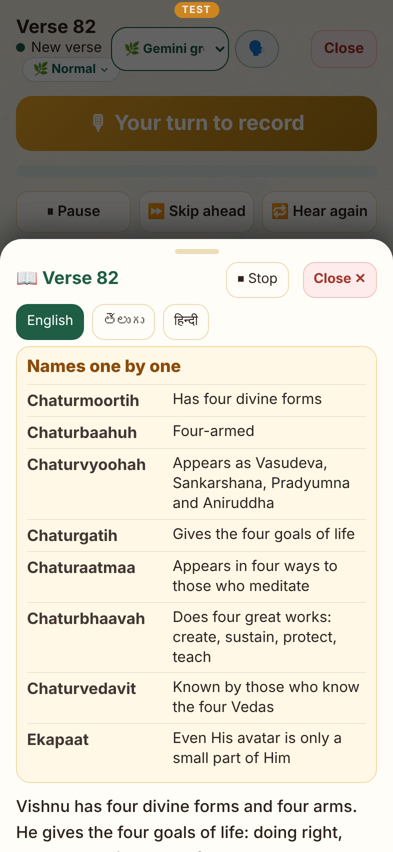 TEST
Verse 82
New verse
🌿 Gemini gr
🗣️
Close
🌿 Normal
🎙 Your turn to record
⏸ Pause
⏩ Skip ahead
🔁 Hear again
📖 Verse 82
⏹ Stop
Close ✕
English
తెలుగు
हिन्दी
Names one by one
Chaturmoortih Has four divine forms
Chaturbaahuh Four-armed
Chaturvyoohah Appears as Vasudeva,
Sankarshana, Pradyumna
and Aniruddha
Chaturgatih Gives the four goals of life
Chaturaatmaa Appears in four ways to
those who meditate
Chaturbhaavah Does four great works:
create, sustain, protect,
teach
Chaturvedavit Known by those who know
the four Vedas
Ekapaat Even His avatar is only a
small part of Him
Vishnu has four divine forms and four arms.
He gives the four goals of life: doing right,